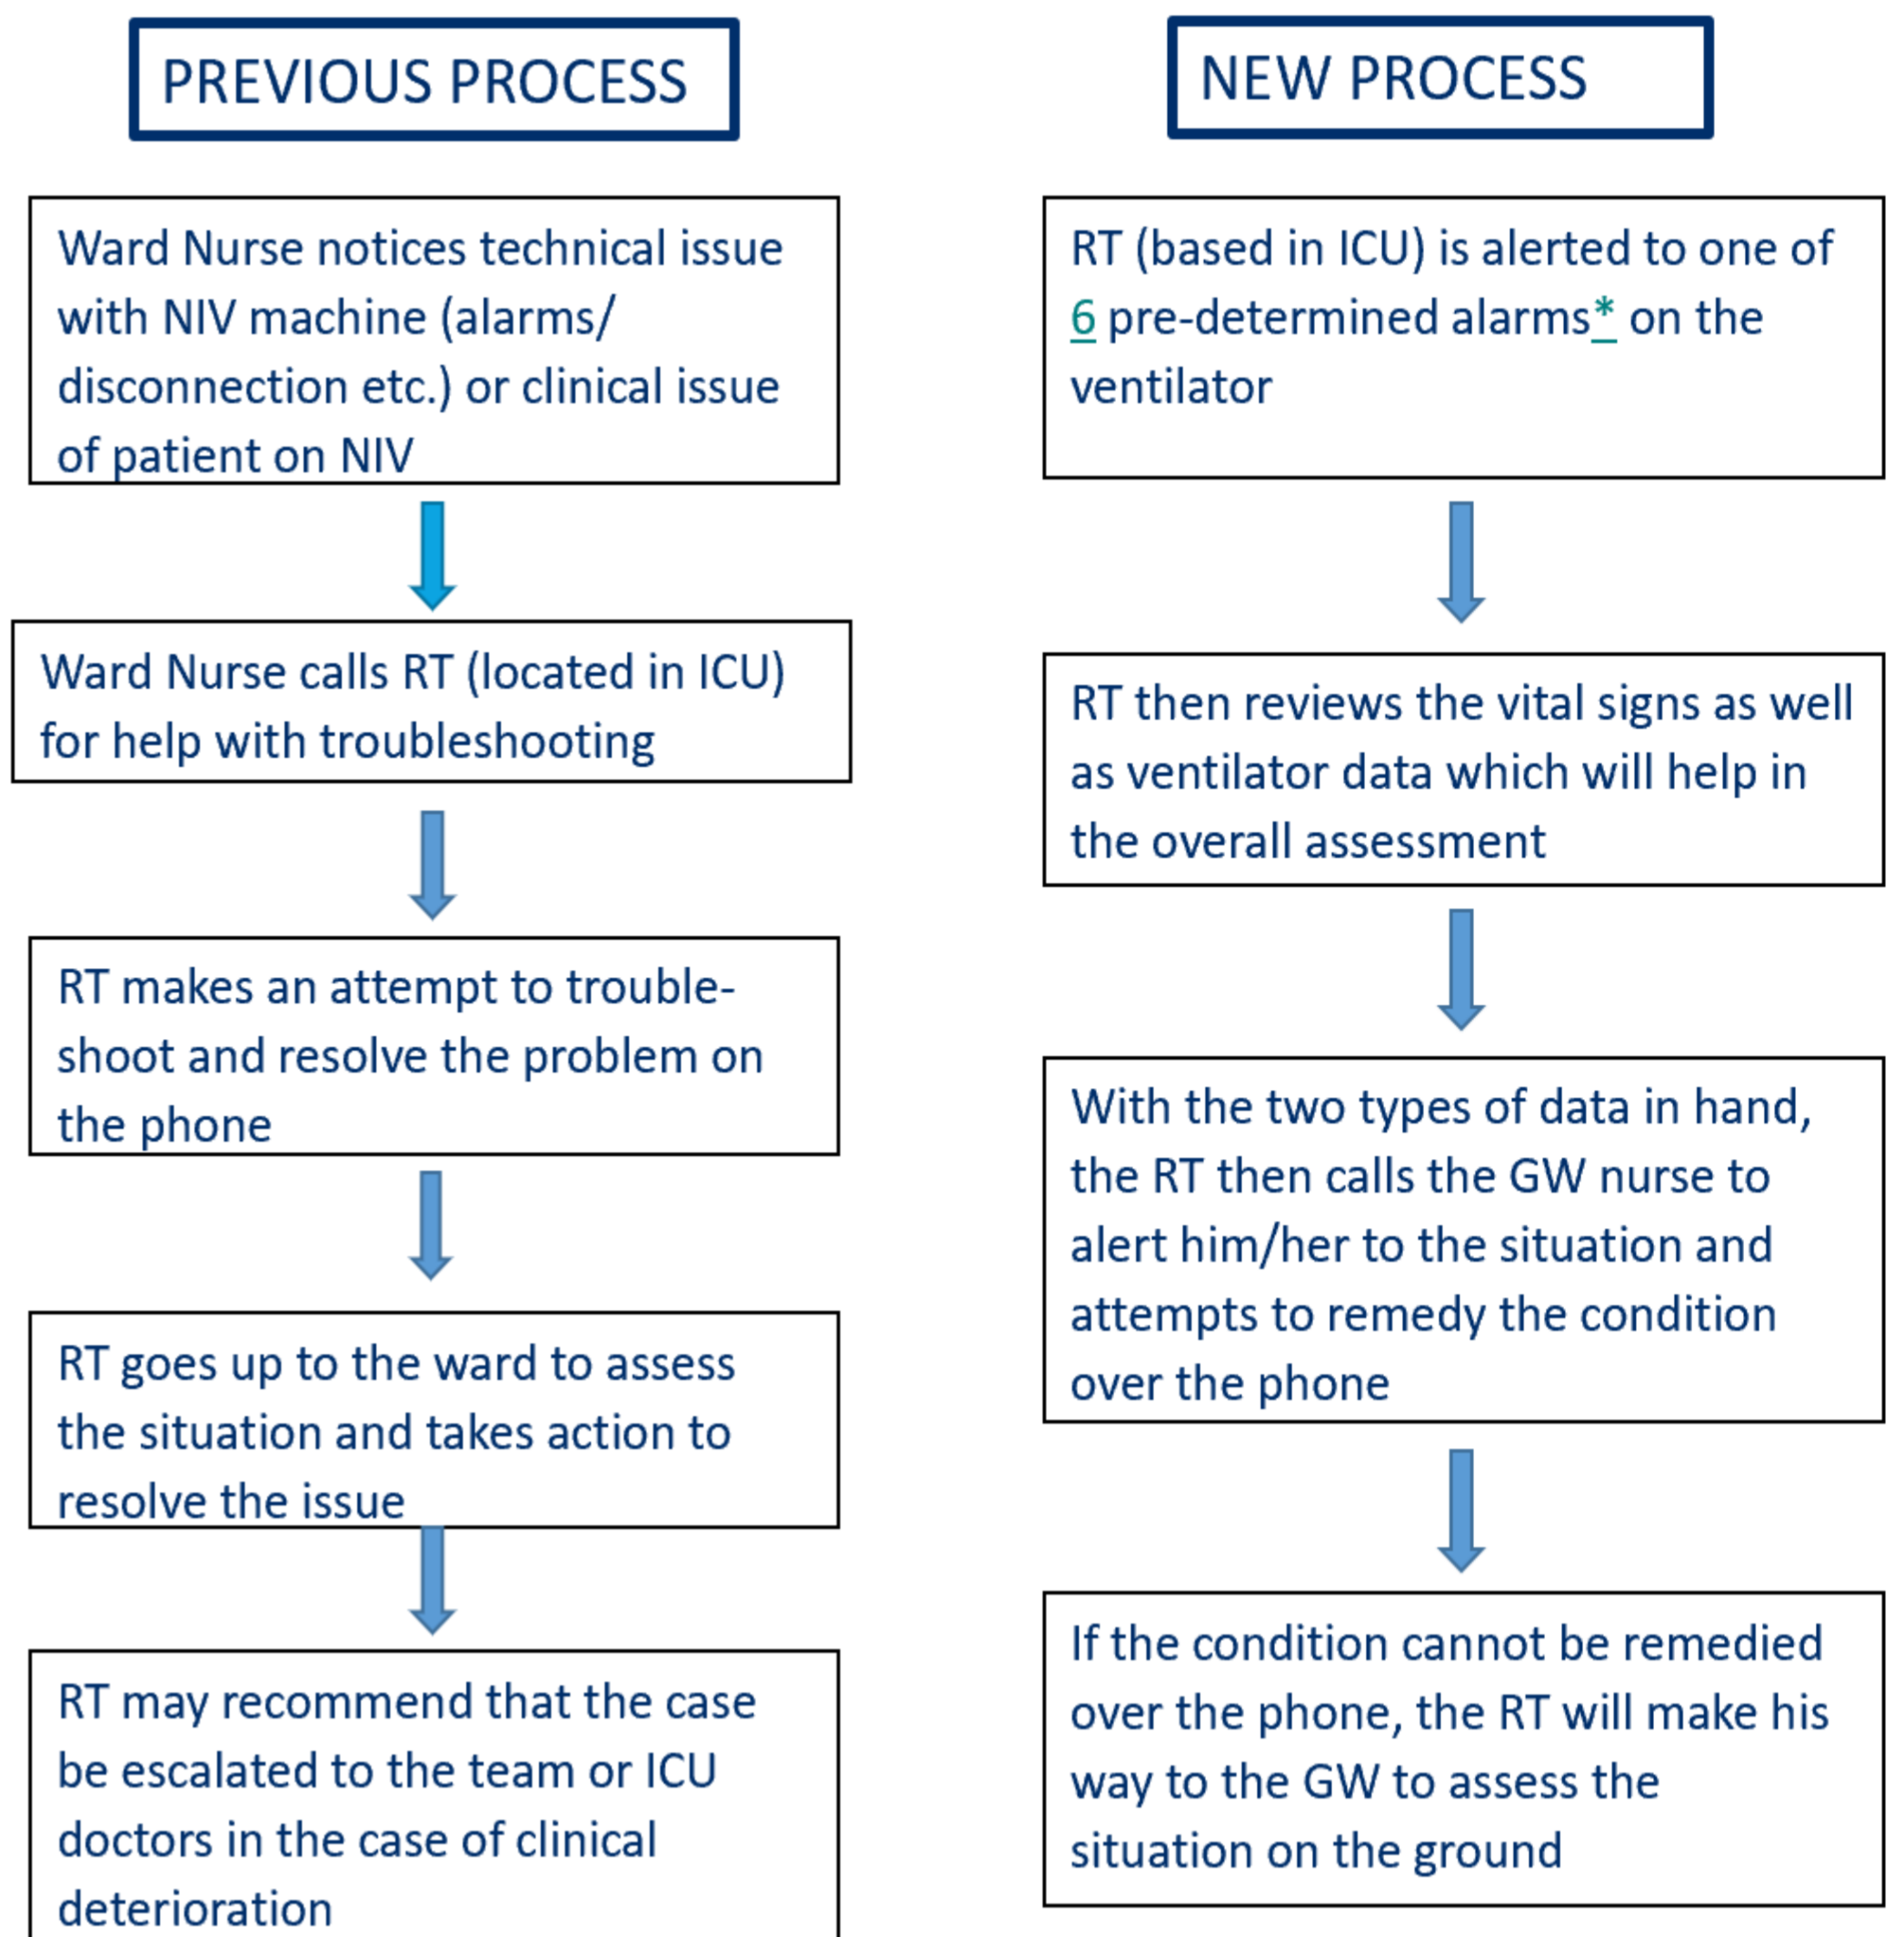 PREVIOUS PROCESS
Ward Nurse notices technical issue
with NIV machine (alarms/
disconnection etc.) or clinical issue
of patient on NIV
Ward Nurse calls RT (located in ICU)
for help with troubleshooting
RT makes an attempt to trouble-
shoot and resolve the problem on
the phone
RT goes up to the ward to assess
the situation and takes action to
resolve the issue
RT may recommend that the case
be escalated to the team or ICU
doctors in the case of clinical
deterioration
NEW PROCESS
RT (based in ICU) is alerted to one of
6 pre-determined alarms* on the
ventilator
RT then reviews the vital signs as well
as ventilator data which will help in
the overall assessment
With the two types of data in hand,
the RT then calls the GW nurse to
alert him/her to the situation and
attempts to remedy the condition
over the phone
If the condition cannot be remedied
over the phone, the RT will make his
way to the GW to assess the
situation on the ground